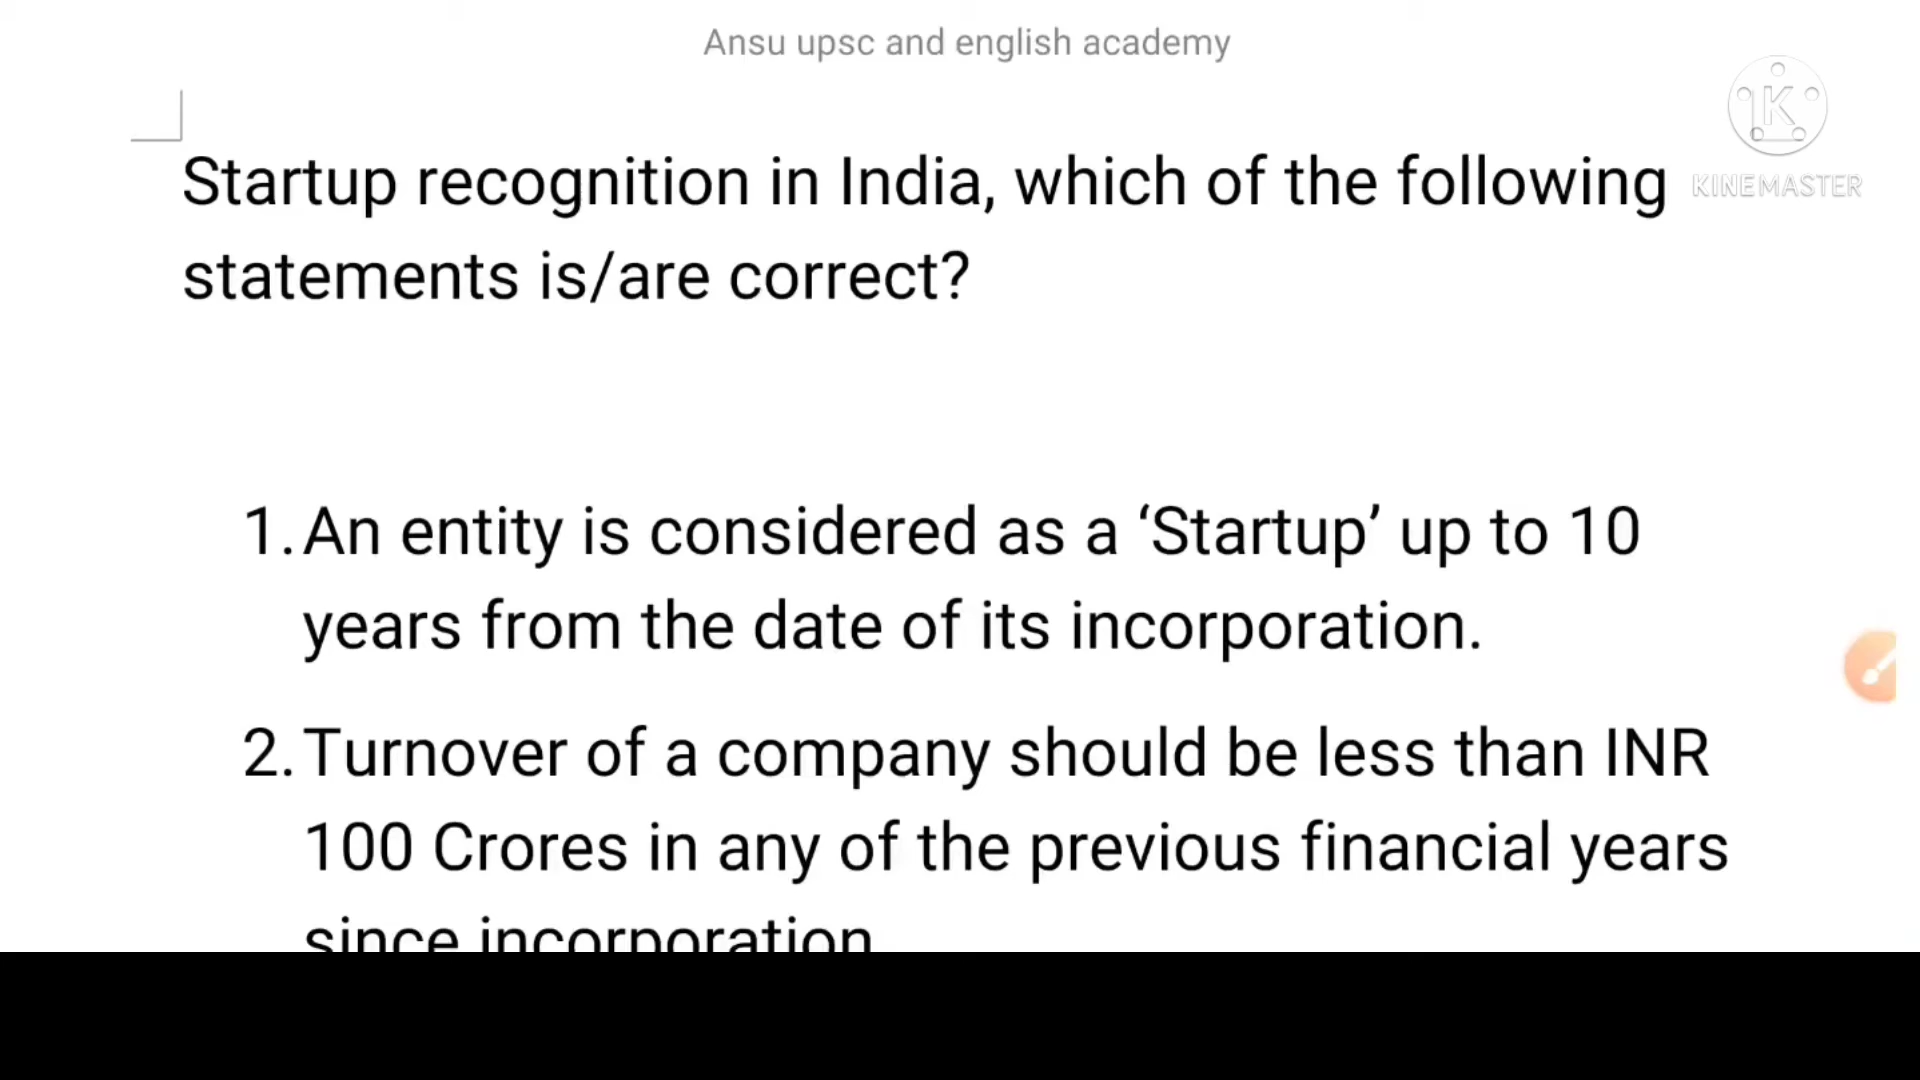 Ansu upsc and english academy
KINEMASTER
Startup recognition in India, which of the following
statements is/are correct?
1. An entity is considered as a ‘Startup’ up to 10
years from the date of its incorporation.
2. Turnover of a company should be less than INR
100 Crores in any of the previous financial years
since incorporation